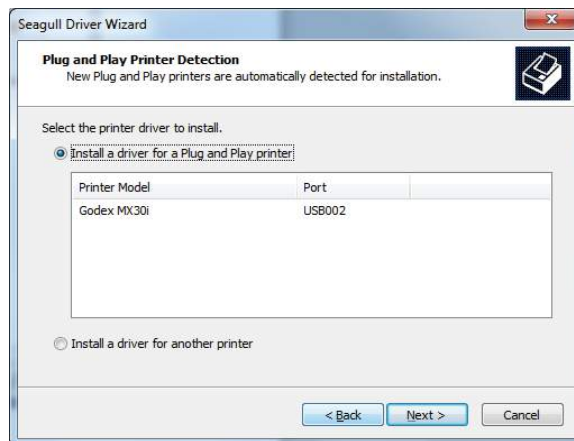 Seagull Driver Wizard
Plug and Play Printer Detection
New Plug and Play printers are automatically detected for installation.
Select the printer driver to install.
Install a driver for a Plug and Play printer
Printer Model Port
Godex MX30i USB002
Install a driver for another printer
< Back Next > Cancel